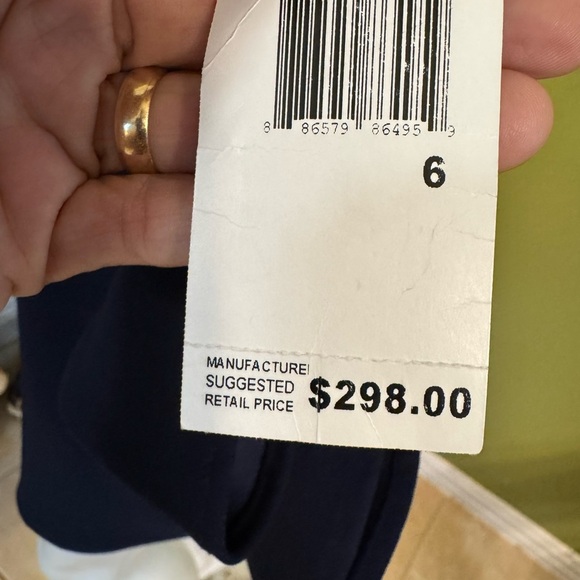 8 86579 86495 9
6
MANUFACTURE
SUGGESTED
RETAIL PRICE $298.00